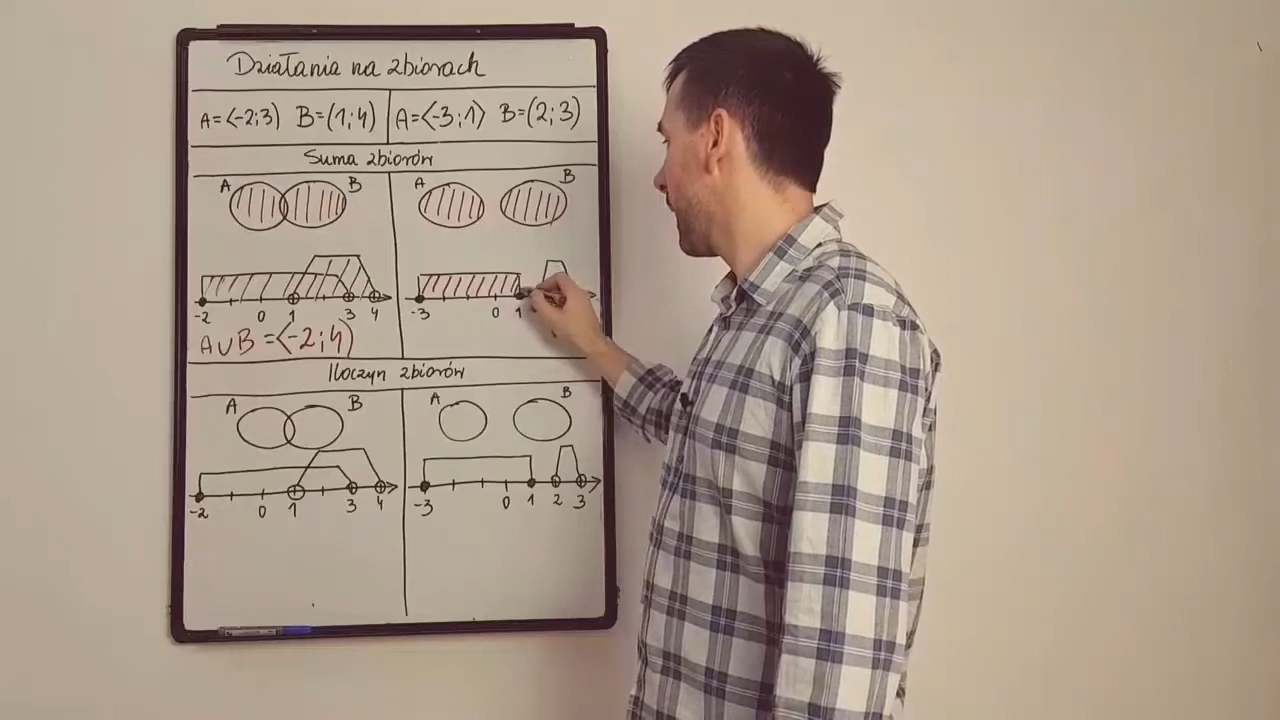 Działania na zbiorach
A=⟨-2;3) B=(1;4) A=⟨-3;1⟩ B=(2;3)
Suma zbiorów
A B A B
-2 0 1 3 4 -3 0 1
A∪B =⟨-2;4)
Iloczyn zbiorów
A B A B
-2 0 1 3 4 -3 0 1 2 3